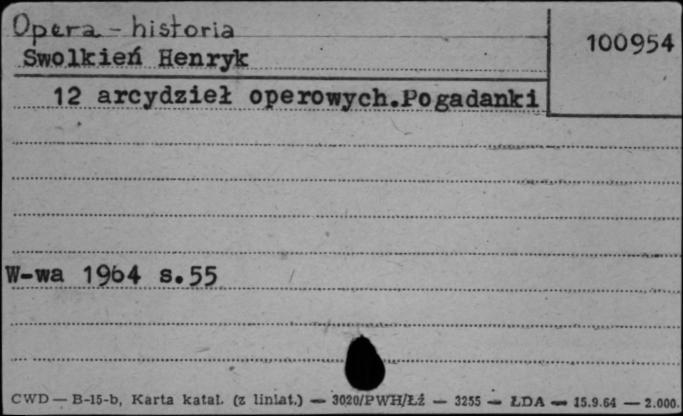 Opera - historia
100954
Swolkień Henryk
12 arcydzieł operowych.Pogadanki
W-wa 1964 s.55
CWD — B-15-b, Karta katal. (z liniat.) — 3020/PWH/Łź — 3255 — ŁDA — 15.9.64 — 2.000.